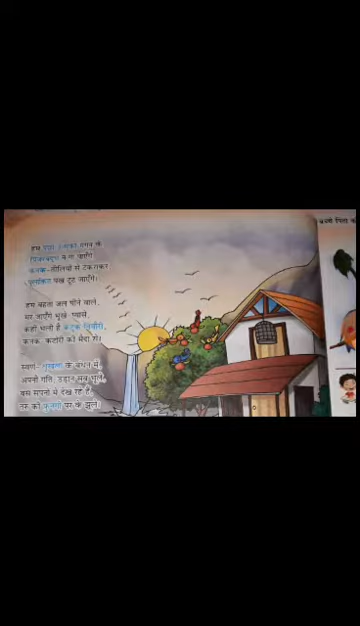 हम पंछी उन्मुक्त गगन के
पिंजरबद्ध न गा पाएँगे।
कनक-तीलियों से टकराकर
पुलकित पंख टूट जाएँगे।
हम बहता जल पीने वाले,
मर जाएँगे भूखे-प्यासे,
कहीं भली है कटुक निबौरी,
कनक-कटोरी की मैदा से।
स्वर्ण-शृंखला के बंधन में,
अपनी गति, उड़ान सब भूले,
बस सपनों में देख रहे हैं,
तरु की फुनगी पर के झूले।